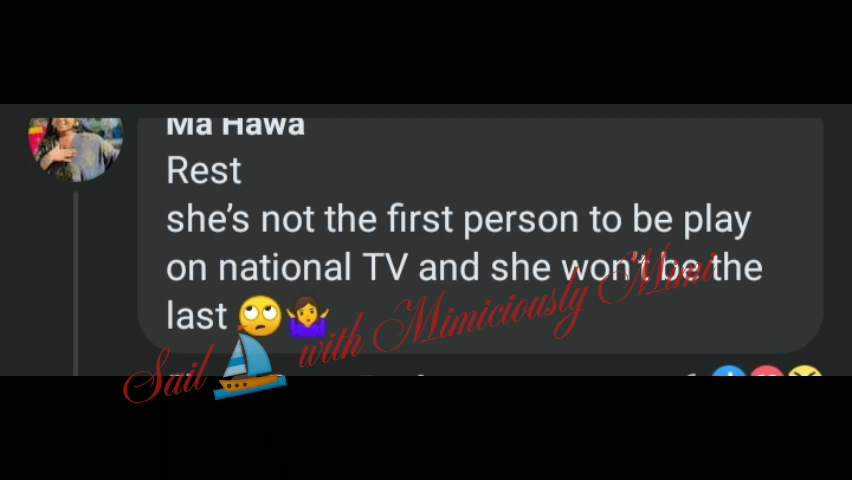 Ma Hawa
Rest
she's not the first person to be play
on national TV and she won't be the
last 🙄🤷‍♀️
Sail ⛵ with Mimiciously Mimi